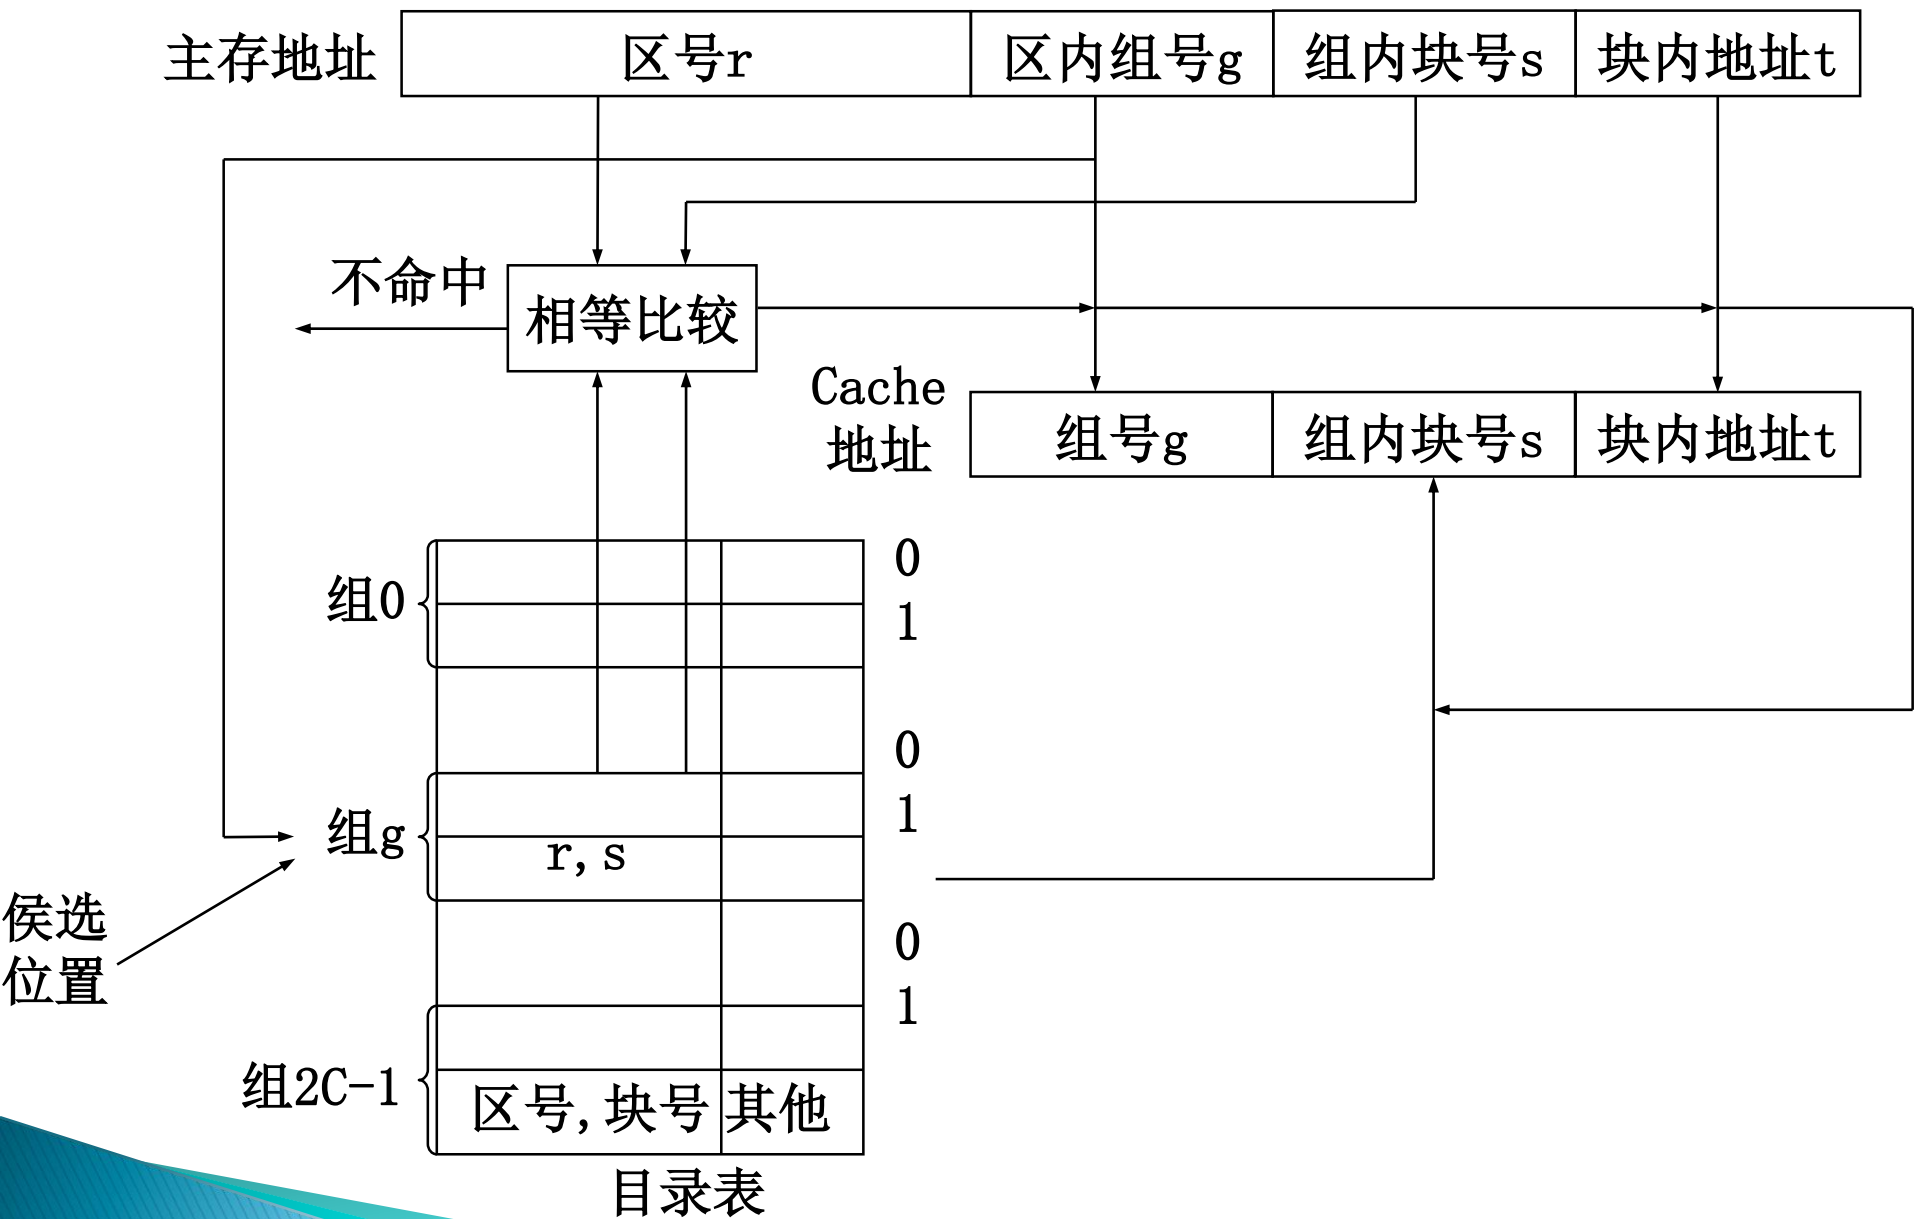 主存地址
区号r
区内组号g
组内块号s
块内地址t
不命中
相等比较
Cache
地址
组号g
组内块号s
块内地址t
组0
0
1
组g
0
1
r,s
侯选
位置
0
1
组2C-1
区号,块号
其他
目录表